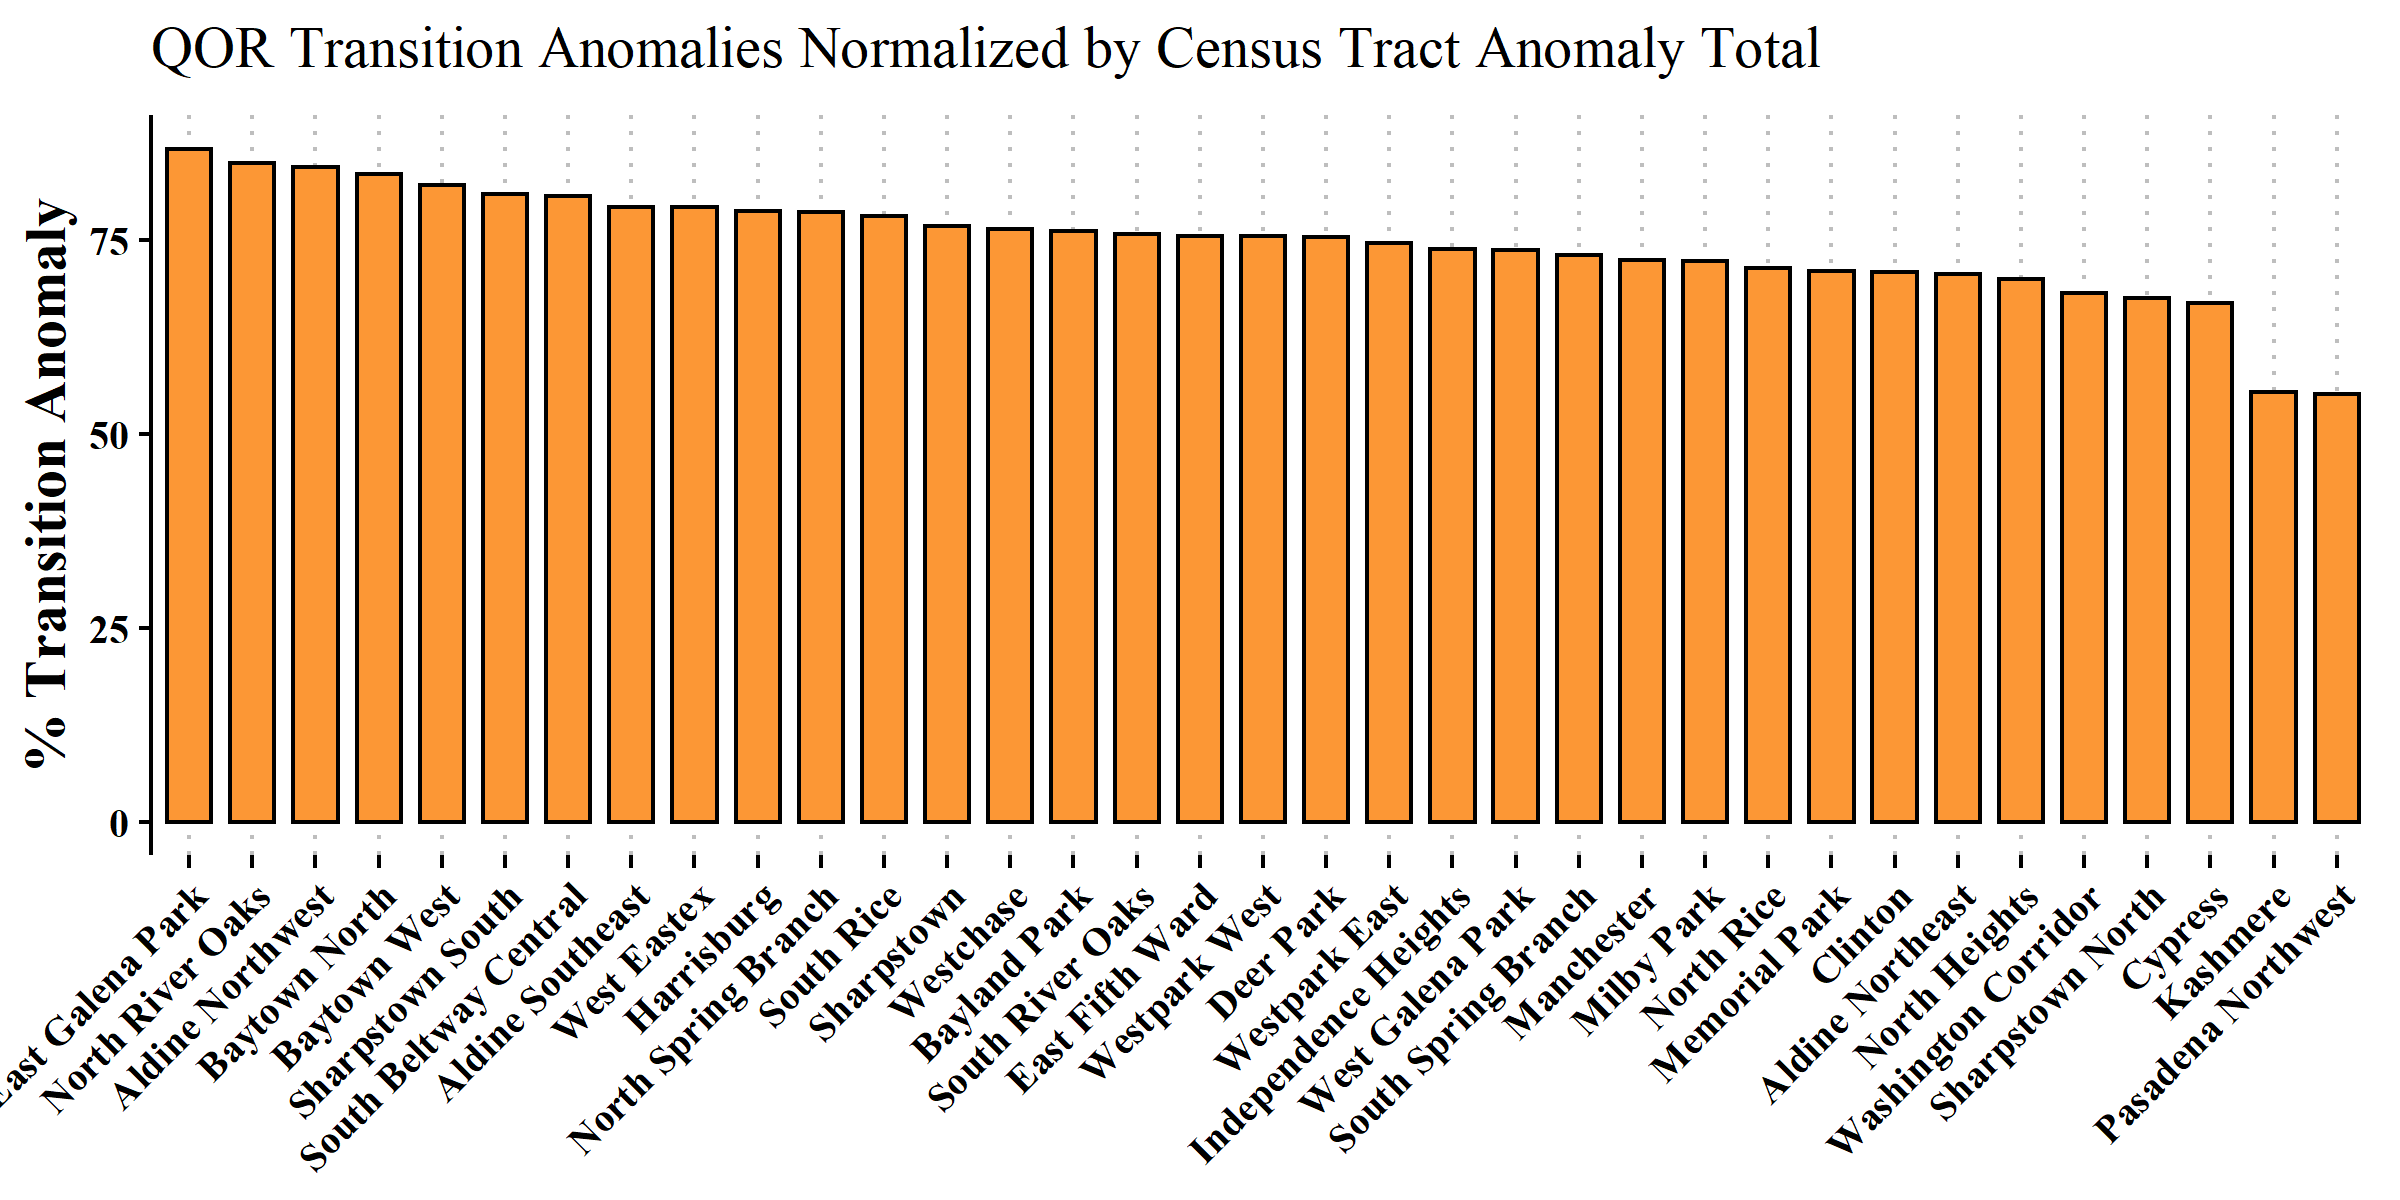 QOR Transition Anomalies Normalized by Census Tract Anomaly Total
% Transition Anomaly
75
50
25
0
East Galena Park
North River Oaks
Aldine Northwest
Baytown North
Baytown West
Sharpstown South
South Beltway Central
Aldine Southeast
West Eastex
Harrisburg
North Spring Branch
South Rice
Sharpstown
Westchase
Bayland Park
South River Oaks
East Fifth Ward
Westpark West
Deer Park
Westpark East
Independence Heights
West Galena Park
South Spring Branch
Manchester
Milby Park
North Rice
Memorial Park
Clinton
Aldine Northeast
North Heights
Washington Corridor
Sharpstown North
Cypress
Kashmere
Pasadena Northwest